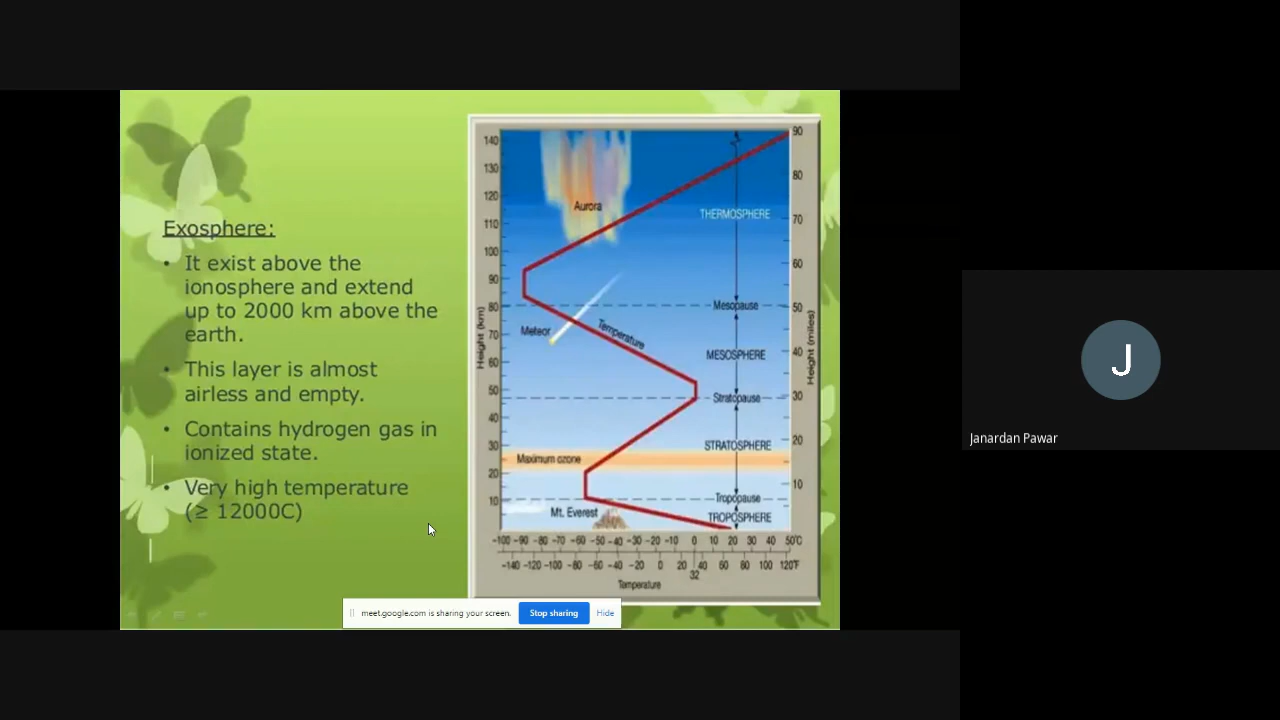 Exosphere:
• It exist above the
ionosphere and extend
up to 2000 km above the
earth.
• This layer is almost
airless and empty.
• Contains hydrogen gas in
ionized state.
• Very high temperature
(≥ 12000C)
140
130
120
110
100
90
80
70
60
50
40
30
20
10
Height (km)
Aurora
Meteor
Temperature
Maximum ozone
Mt. Everest
THERMOSPHERE
Mesopause
MESOSPHERE
Stratopause
STRATOSPHERE
Tropopause
TROPOSPHERE
90
80
70
60
50
40
30
20
10
Height (miles)
-100 -90 -80 -70 -60 -50 -40 -30 -20 -10 0 10 20 30 40 50°C
-140 -120 -100 -80 -60 -40 -20 0 20 40 60 80 100 120°F
32
Temperature
meet.google.com is sharing your screen. Stop sharing Hide
J
Janardan Pawar